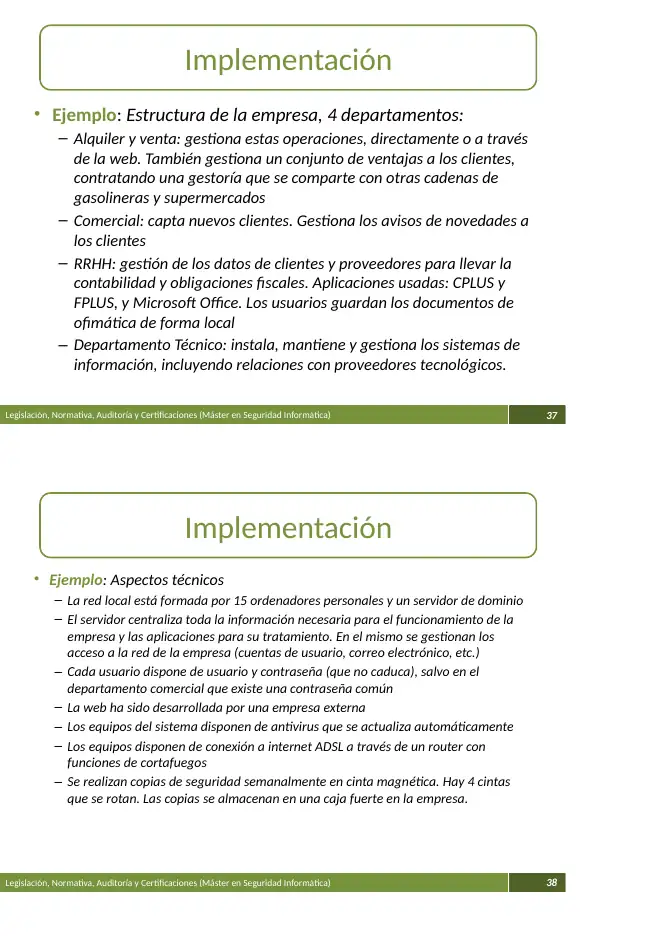 Implementación
• Ejemplo: Estructura de la empresa, 4 departamentos:
– Alquiler y venta: gestiona estas operaciones, directamente o a través
de la web. También gestiona un conjunto de ventajas a los clientes,
contratando una gestoría que se comparte con otras cadenas de
gasolineras y supermercados
– Comercial: capta nuevos clientes. Gestiona los avisos de novedades a
los clientes
– RRHH: gestión de los datos de clientes y proveedores para llevar la
contabilidad y obligaciones fiscales. Aplicaciones usadas: CPLUS y
FPLUS, y Microsoft Office. Los usuarios guardan los documentos de
ofimática de forma local
– Departamento Técnico: instala, mantiene y gestiona los sistemas de
información, incluyendo relaciones con proveedores tecnológicos.
Legislación, Normativa, Auditoría y Certificaciones (Máster en Seguridad Informática) 37
Implementación
• Ejemplo: Aspectos técnicos
– La red local está formada por 15 ordenadores personales y un servidor de dominio
– El servidor centraliza toda la información necesaria para el funcionamiento de la
empresa y las aplicaciones para su tratamiento. En el mismo se gestionan los
acceso a la red de la empresa (cuentas de usuario, correo electrónico, etc.)
– Cada usuario dispone de usuario y contraseña (que no caduca), salvo en el
departamento comercial que existe una contraseña común
– La web ha sido desarrollada por una empresa externa
– Los equipos del sistema disponen de antivirus que se actualiza automáticamente
– Los equipos disponen de conexión a internet ADSL a través de un router con
funciones de cortafuegos
– Se realizan copias de seguridad semanalmente en cinta magnética. Hay 4 cintas
que se rotan. Las copias se almacenan en una caja fuerte en la empresa.
Legislación, Normativa, Auditoría y Certificaciones (Máster en Seguridad Informática) 38